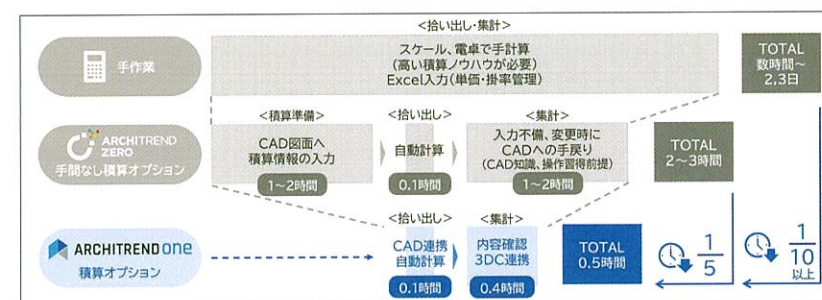 <拾い出し・集計>
手作業
スケール、電卓で手計算
(高い積算ノウハウが必要)
Excel入力(単価・掛率管理)
TOTAL
数時間～
2,3日
<積算準備>
<拾い出し>
<集計>
ARCHITREND
ZERO
手間なし積算オプション
CAD図面へ
積算情報の入力
1～2時間
自動計算
0.1時間
入力不備、変更時に
CADへの手戻り
(CAD知識、操作習得前提)
1～2時間
TOTAL
2～3時間
<拾い出し>
<集計>
ARCHITREND ONE
積算オプション
CAD連携
自動計算
0.1時間
内容確認
3DC連携
0.4時間
TOTAL
0.5時間
1
5
1
10
以上